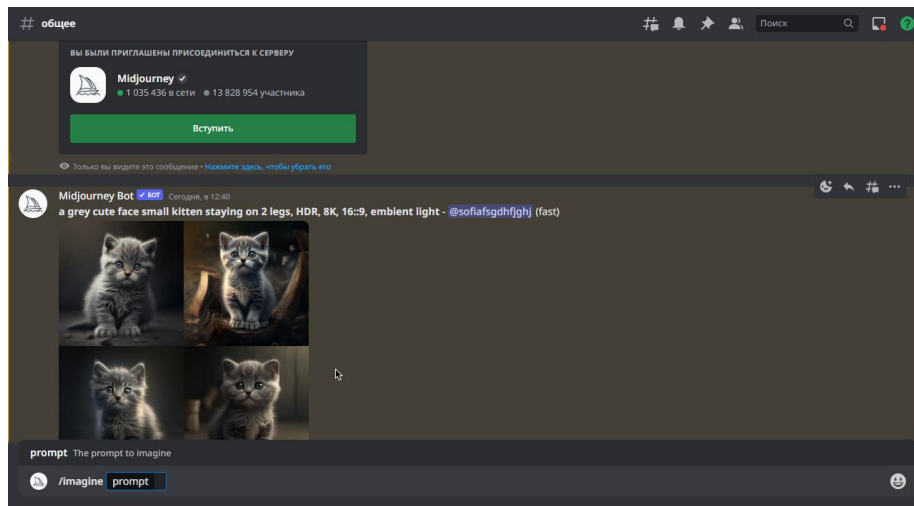 общее
Поиск
ВЫ БЫЛИ ПРИГЛАШЕНЫ ПРИСОЕДИНИТЬСЯ К СЕРВЕРУ
Midjourney
1 035 436 в сети 13 828 954 участника
Вступить
Только вы видите это сообщение • Нажмите здесь, чтобы убрать его
Midjourney Bot БОТ Сегодня, в 12:40
a grey cute face small kitten staying on 2 legs, HDR, 8K, 16::9, embient light - @sofiafsgdhfjghj (fast)
prompt The prompt to imagine
/imagine prompt